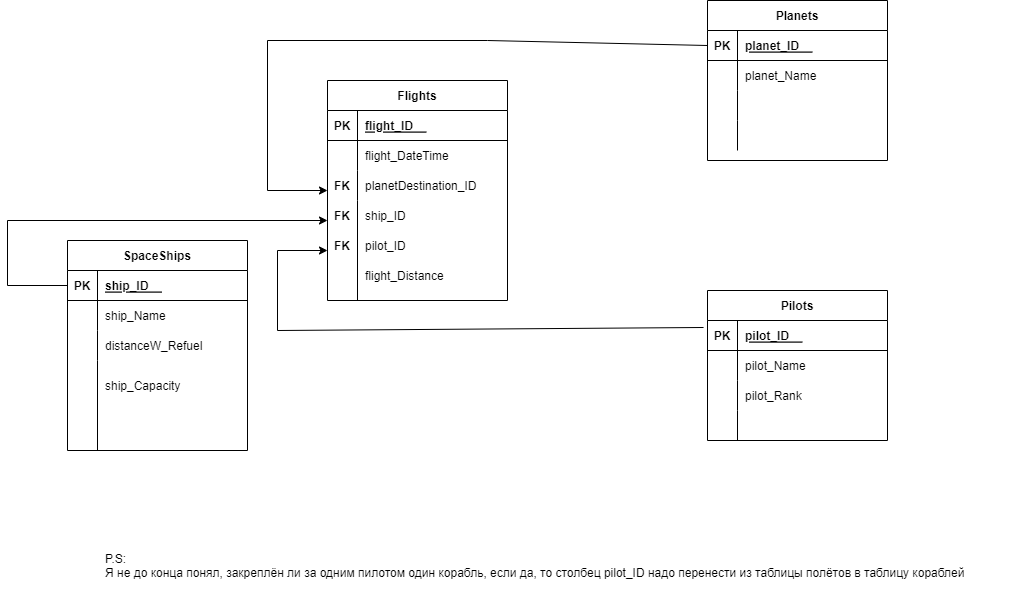 Planets
PK planet_ID
planet_Name
Flights
PK flight_ID
flight_DateTime
FK planetDestination_ID
FK ship_ID
FK pilot_ID
flight_Distance
SpaceShips
PK ship_ID
ship_Name
distanceW_Refuel
ship_Capacity
Pilots
PK pilot_ID
pilot_Name
pilot_Rank
P.S:
Я не до конца понял, закреплён ли за одним пилотом один корабль, если да, то столбец pilot_ID надо перенести из таблицы полётов в таблицу кораблей